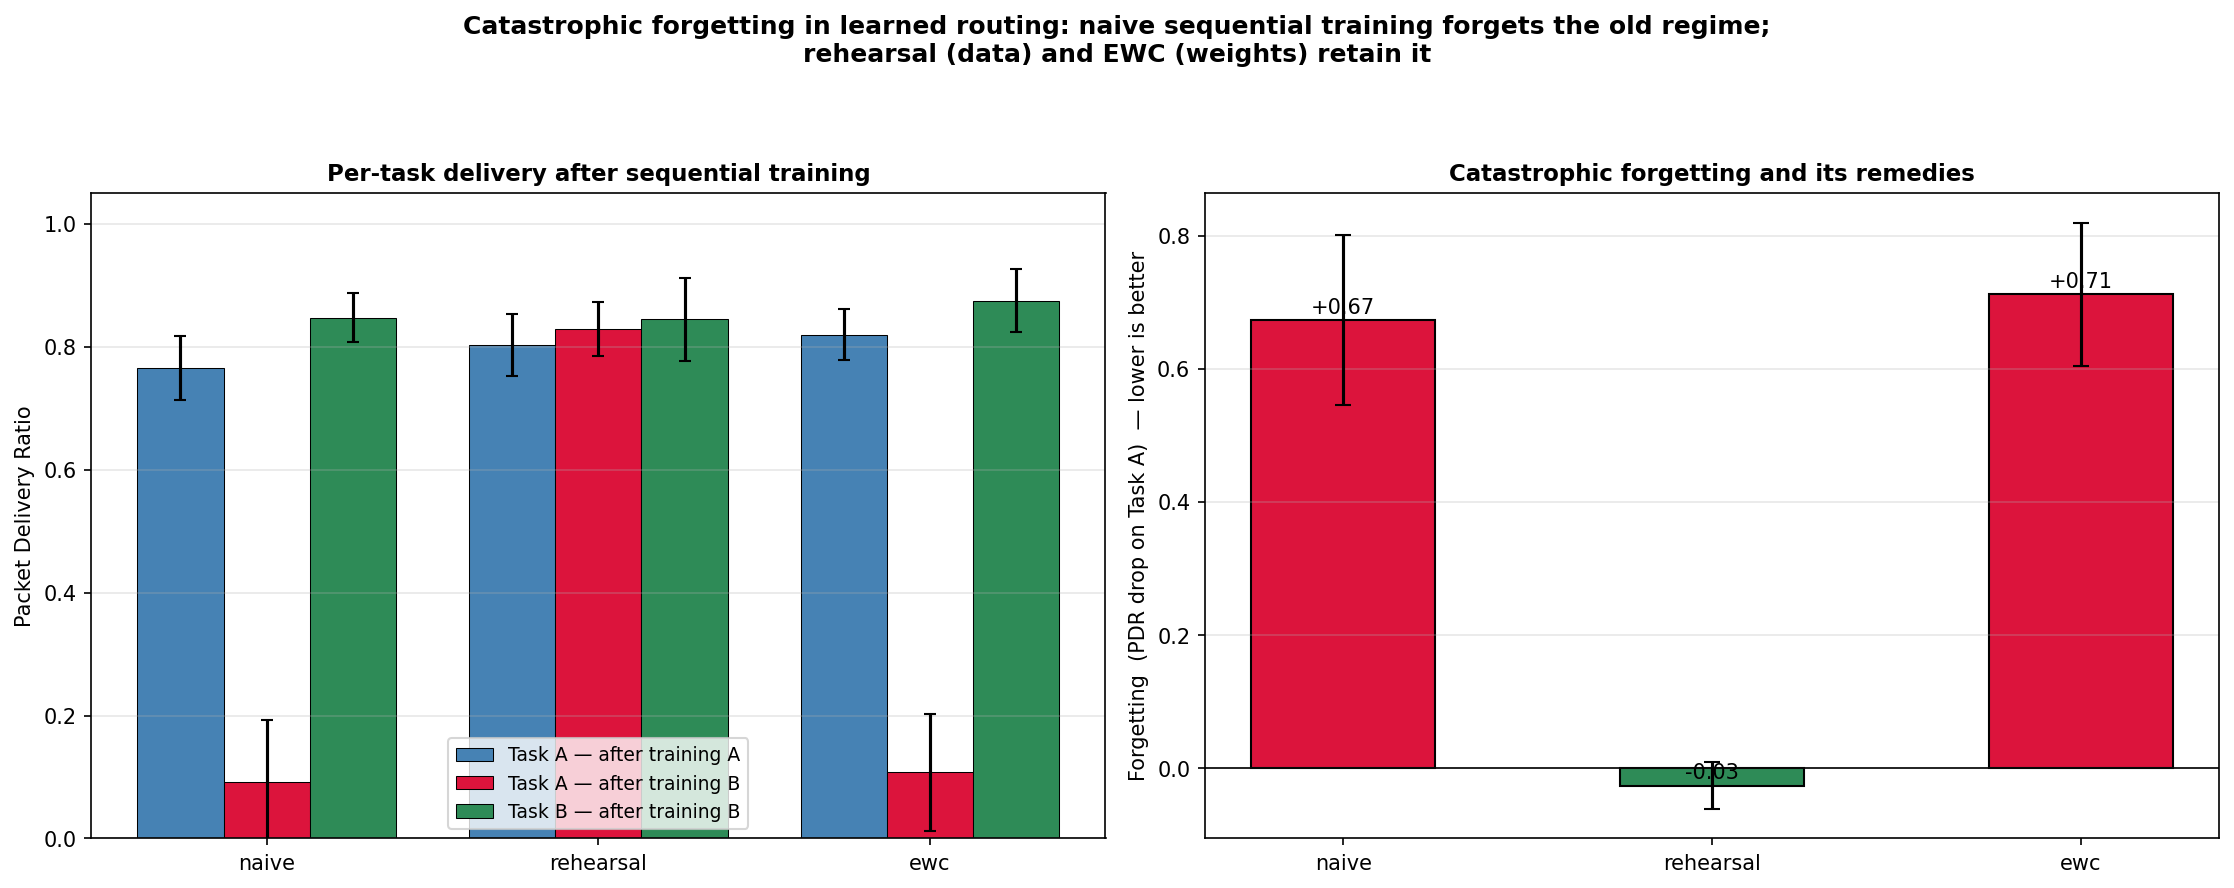 Catastrophic forgetting in learned routing: naive sequential training forgets the old regime;
rehearsal (data) and EWC (weights) retain it
Per-task delivery after sequential training
Packet Delivery Ratio
1.0
0.8
0.6
0.4
0.2
0.0
naive
rehearsal
ewc
Task A — after training A
Task A — after training B
Task B — after training B
Catastrophic forgetting and its remedies
Forgetting (PDR drop on Task A) — lower is better
0.8
0.6
0.4
0.2
0.0
+0.67
-0.03
+0.71
naive
rehearsal
ewc